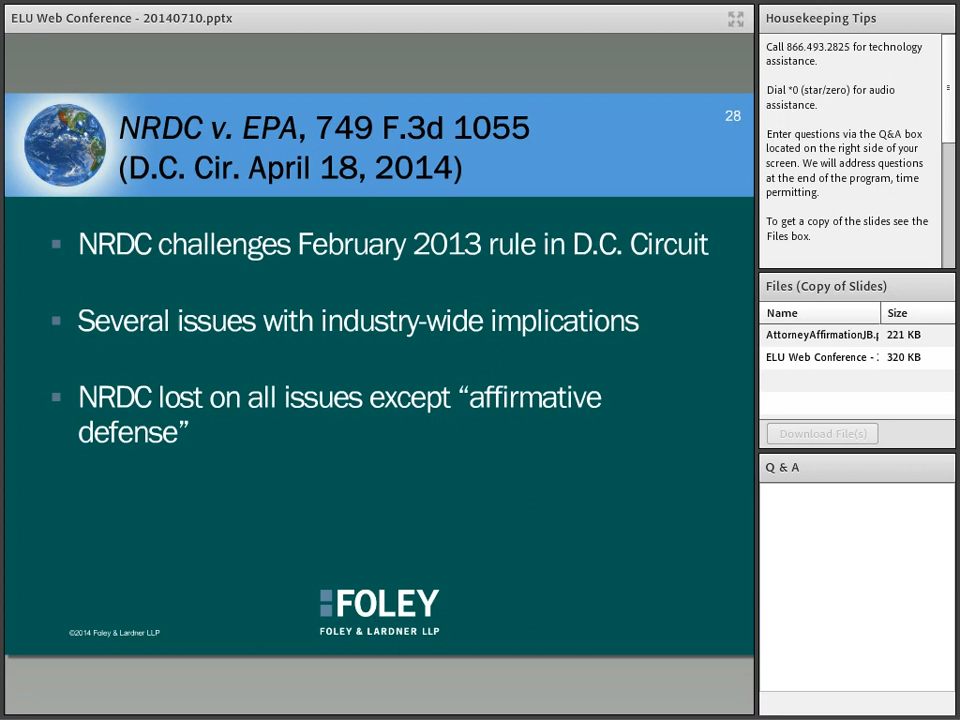 ELU Web Conference - 20140710.pptx
28
NRDC v. EPA, 749 F.3d 1055
(D.C. Cir. April 18, 2014)
▪ NRDC challenges February 2013 rule in D.C. Circuit
▪ Several issues with industry-wide implications
▪ NRDC lost on all issues except “affirmative
defense”
FOLEY
FOLEY & LARDNER LLP
©2014 Foley & Lardner LLP
Housekeeping Tips
Call 866.493.2825 for technology
assistance.
Dial *0 (star/zero) for audio
assistance.
Enter questions via the Q&A box
located on the right side of your
screen. We will address questions
at the end of the program, time
permitting.
To get a copy of the slides see the
Files box.
Files (Copy of Slides)
Name Size
AttorneyAffirmationJB.p 221 KB
ELU Web Conference - 320 KB
Download File(s)
Q & A